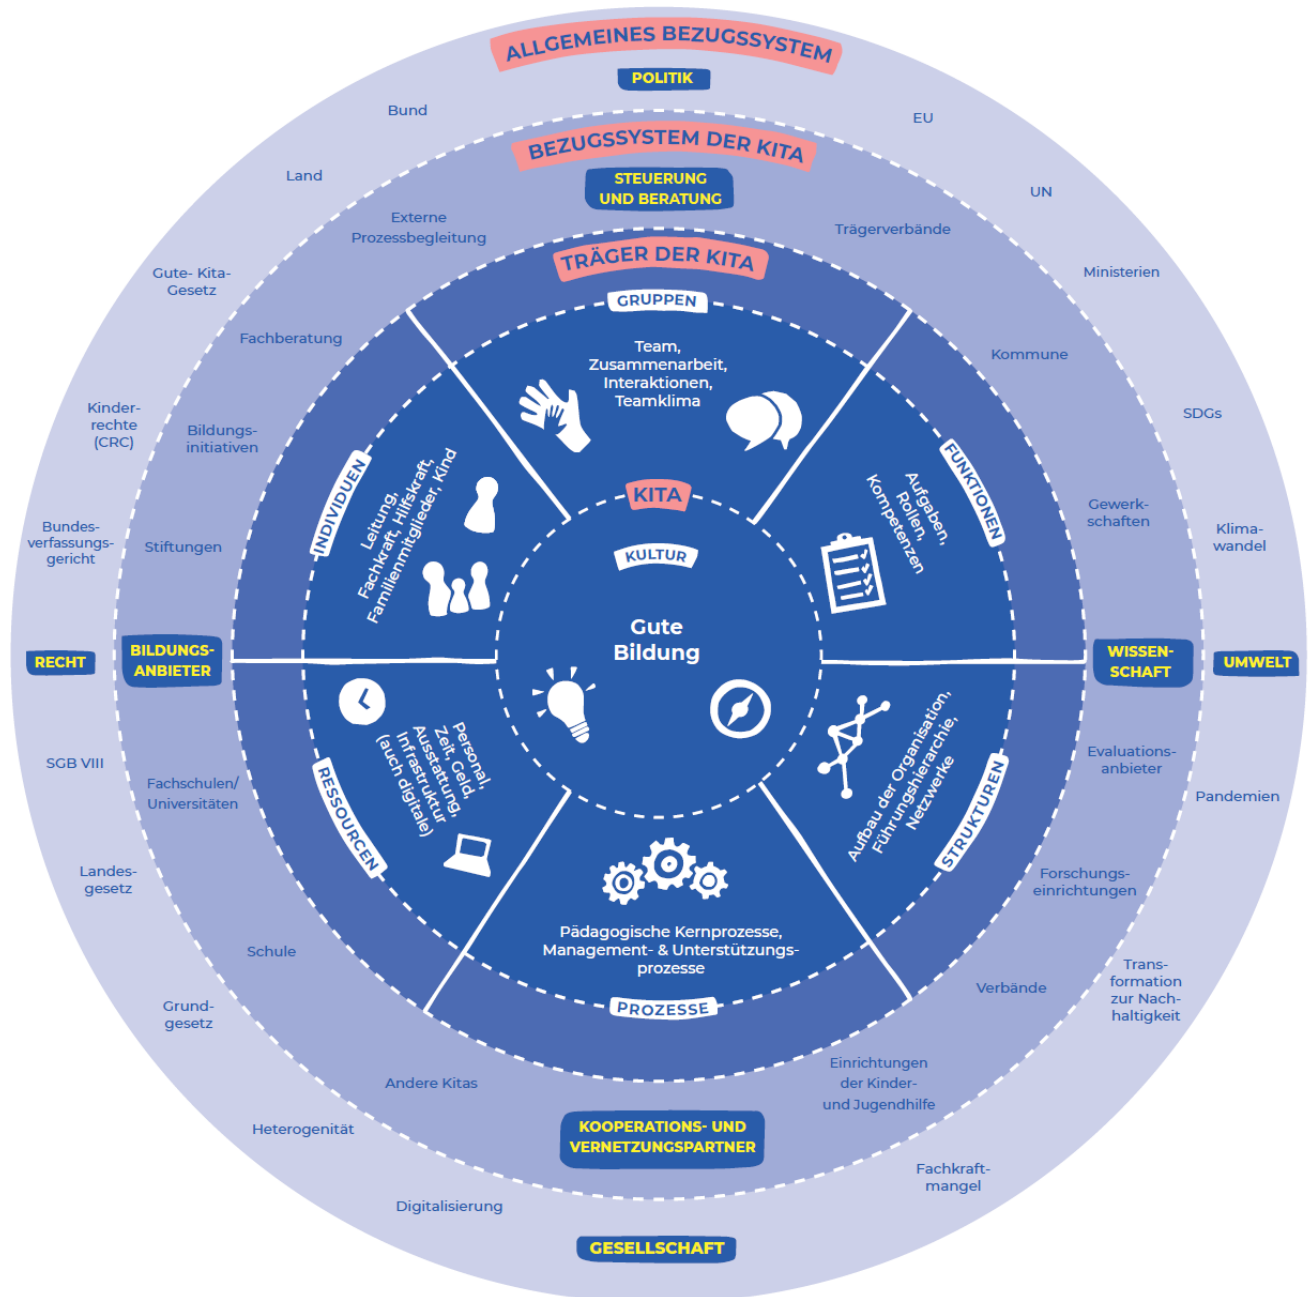 ALLGEMEINES BEZUGSSYSTEM
POLITIK
Bund
EU
Land
UN
Gute- Kita-
Gesetz
Ministerien
Kinder-
rechte
(CRC)
SDGs
Bundes-
verfassungs-
gericht
Klima-
wandel
RECHT
UMWELT
SGB VIII
Pandemien
Landes-
gesetz
Trans-
formation
zur Nach-
haltigkeit
Grund-
gesetz
Heterogenität
Fachkraft-
mangel
Digitalisierung
GESELLSCHAFT
BEZUGSSYSTEM DER KITA
STEUERUNG
UND BERATUNG
Externe
Prozessbegleitung
Trägerverbände
Fachberatung
Kommune
Bildungs-
initiativen
Gewerk-
schaften
Stiftungen
BILDUNGS-
ANBIETER
WISSEN-
SCHAFT
Fachschulen/
Universitäten
Evaluations-
anbieter
Forschungs-
einrichtungen
Schule
Verbände
Andere Kitas
Einrichtungen
der Kinder-
und Jugendhilfe
KOOPERATIONS- UND
VERNETZUNGSPARTNER
TRÄGER DER KITA
GRUPPEN
Team,
Zusammenarbeit,
Interaktionen,
Teamklima
FUNKTIONEN
Aufgaben,
Rollen,
Kompetenzen
STRUKTUREN
Aufbau der Organisation,
Führungshierarchie,
Netzwerke
Pädagogische Kernprozesse,
Management- & Unterstützungs-
prozesse
PROZESSE
RESSOURCEN
Personal,
Zeit, Geld,
Ausstattung,
Infrastruktur
(auch digitale)
INDIVIDUEN
Leitung,
Fachkraft, Hilfskraft,
Familienmitglieder, Kind
KITA
KULTUR
Gute
Bildung